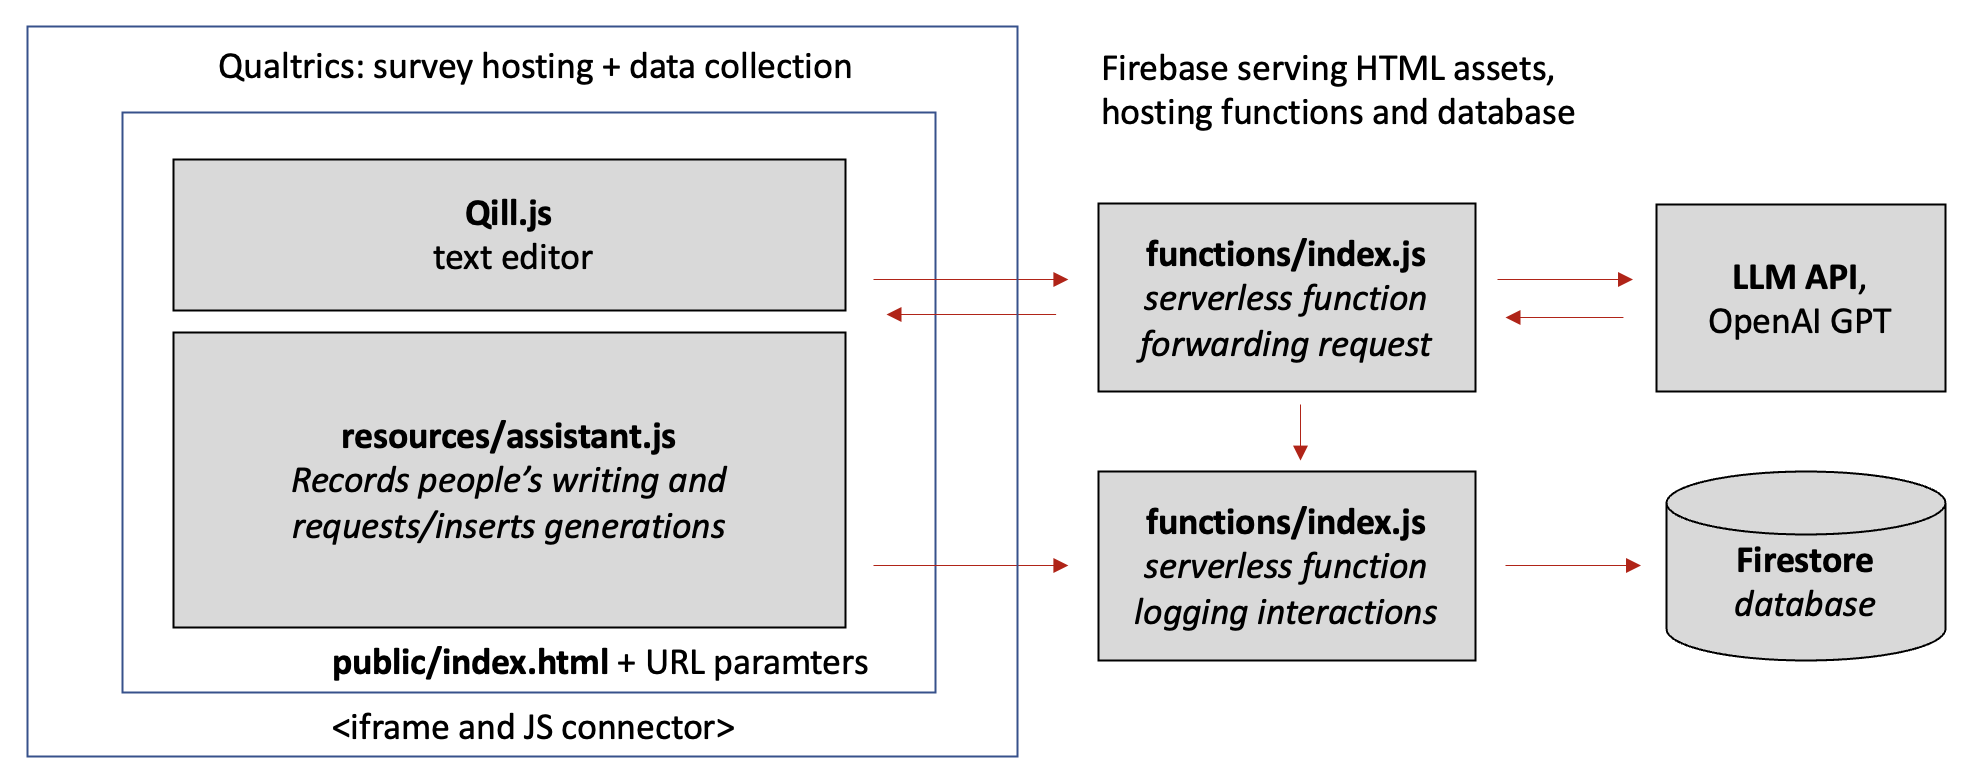 Qualtrics: survey hosting + data collection
Qill.js
text editor
resources/assistant.js
Records people’s writing and
requests/inserts generations
public/index.html + URL paramters
<iframe and JS connector>
Firebase serving HTML assets,
hosting functions and database
functions/index.js
serverless function
forwarding request
LLM API,
OpenAI GPT
functions/index.js
serverless function
logging interactions
Firestore
database